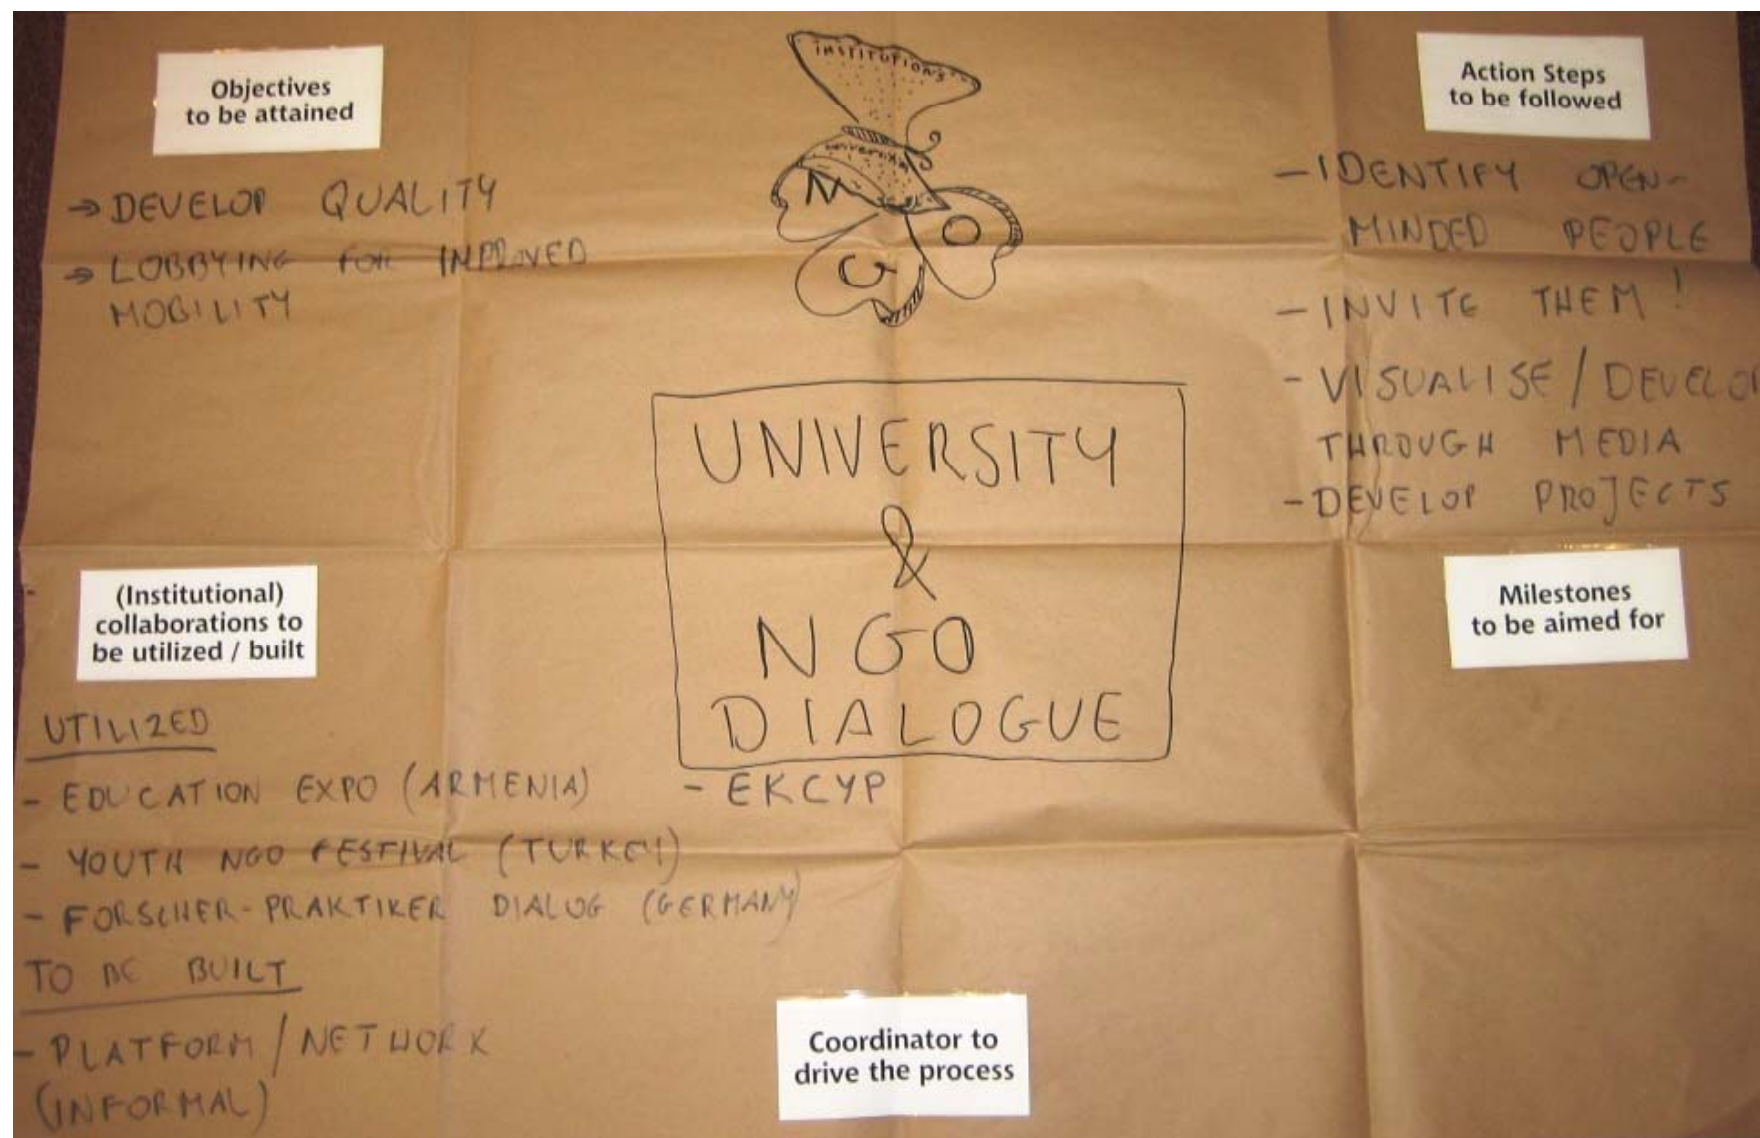 Objectives
to be attained
→ DEVELOP QUALITY
→ LOBBYING FOR IMPROVED
MOBILITY
INSTITUTIONS
UNIVERSITY
N
G
O
Action Steps
to be followed
- IDENTIFY OPEN-
MINDED PEOPLE
- INVITE THEM!
- VISUALISE / DEVELO
THROUGH MEDIA
- DEVELOP PROJECTS
UNIVERSITY
&
NGO
DIALOGUE
(Institutional)
collaborations to
be utilized / built
UTILIZED
- EDUCATION EXPO (ARMENIA)
- YOUTH NGO FESTIVAL (TURKEY)
- FORSCHER-PRAKTIKER DIALOG (GERMANY)
- EKCYP
TO BE BUILT
- PLATFORM / NETWORK
(INFORMAL)
Milestones
to be aimed for
Coordinator to
drive the process